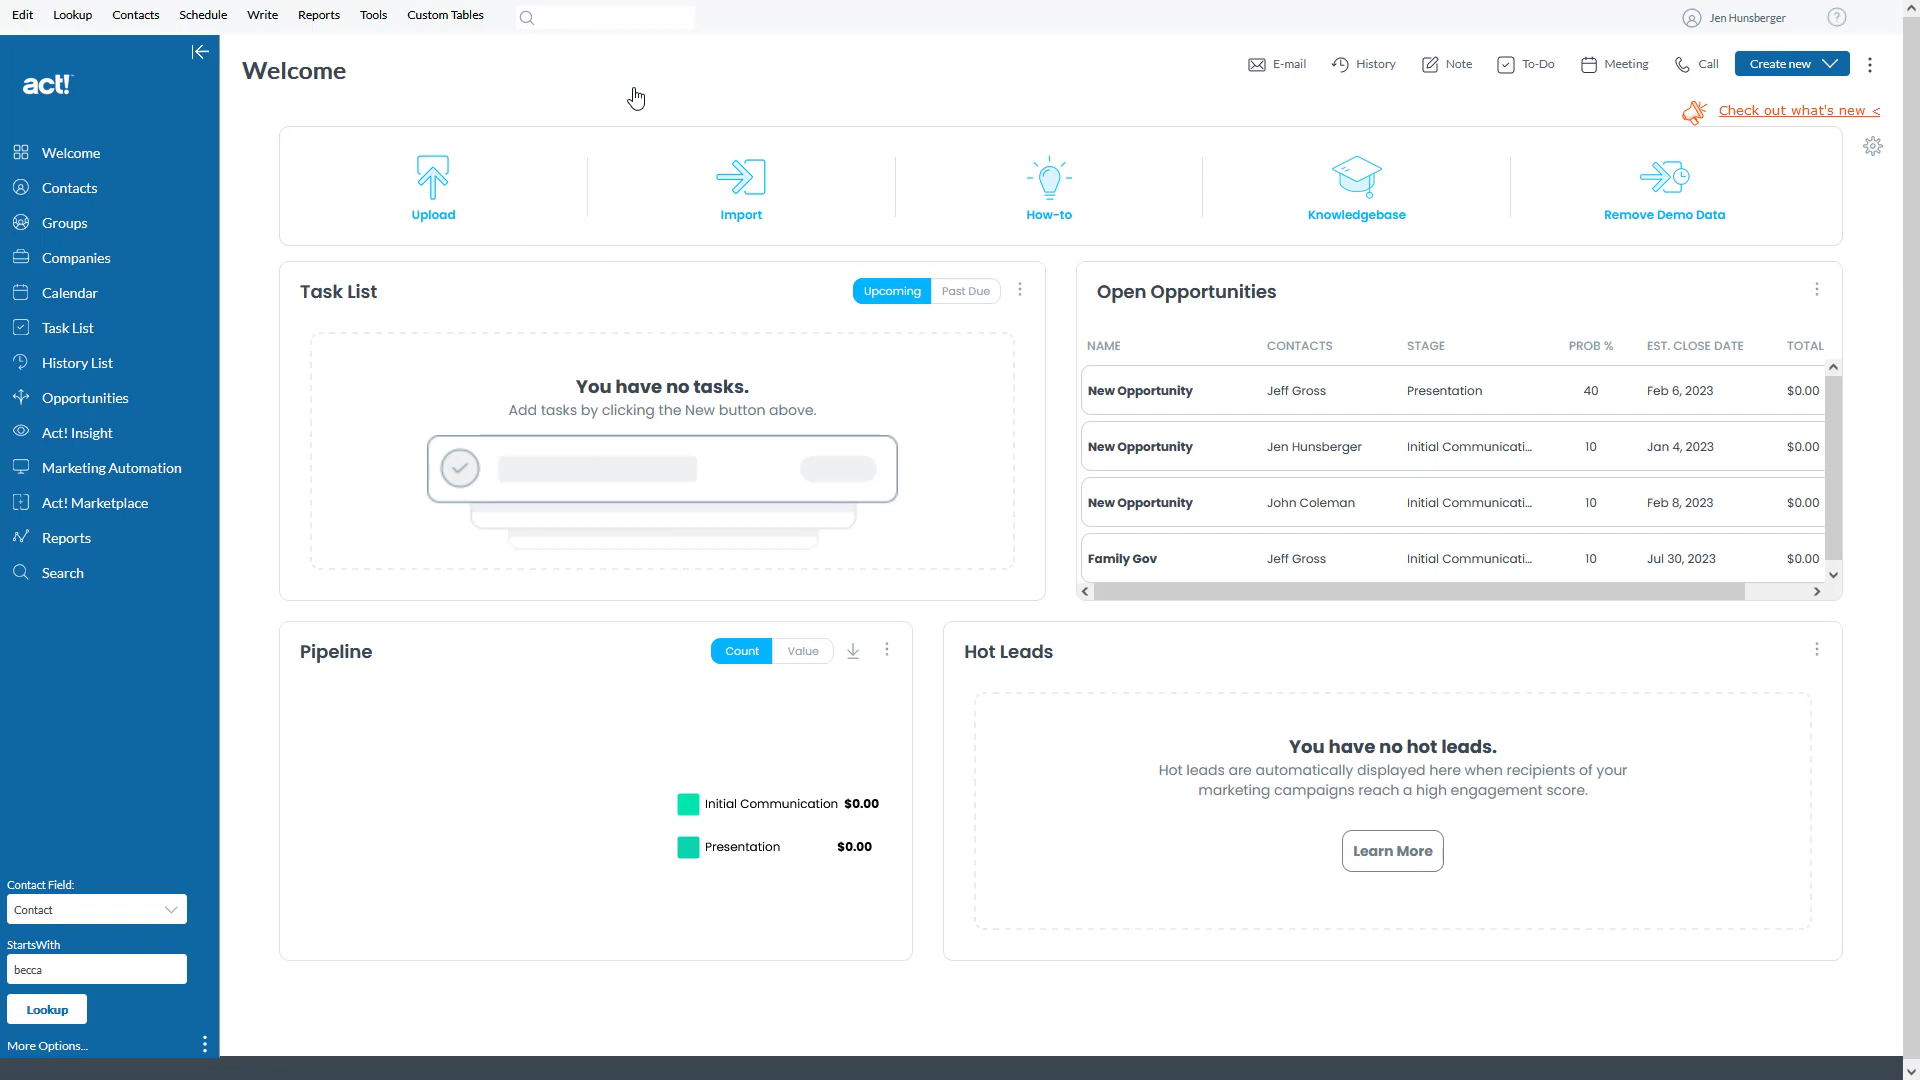 Edit Lookup Contacts Schedule Write Reports Tools Custom Tables
Jen Hunsberger ?
act!
Welcome
E-mail History Note To-Do Meeting Call Create new
Check out what's new <
Welcome
Contacts
Groups
Companies
Calendar
Task List
History List
Opportunities
Act! Insight
Marketing Automation
Act! Marketplace
Reports
Search
Upload Import How-to Knowledgebase Remove Demo Data
Task List Upcoming Past Due
You have no tasks.
Add tasks by clicking the New button above.
Open Opportunities
NAME CONTACTS STAGE PROB % EST. CLOSE DATE TOTAL
New Opportunity Jeff Gross Presentation 40 Feb 6, 2023 $0.00
New Opportunity Jen Hunsberger Initial Communicati... 10 Jan 4, 2023 $0.00
New Opportunity John Coleman Initial Communicati... 10 Feb 8, 2023 $0.00
Family Gov Jeff Gross Initial Communicati... 10 Jul 30, 2023 $0.00
Pipeline Count Value
Initial Communication $0.00
Presentation $0.00
Hot Leads
You have no hot leads.
Hot leads are automatically displayed here when recipients of your
marketing campaigns reach a high engagement score.
Learn More
Contact Field:
Contact
StartsWith
becca
Lookup
More Options...